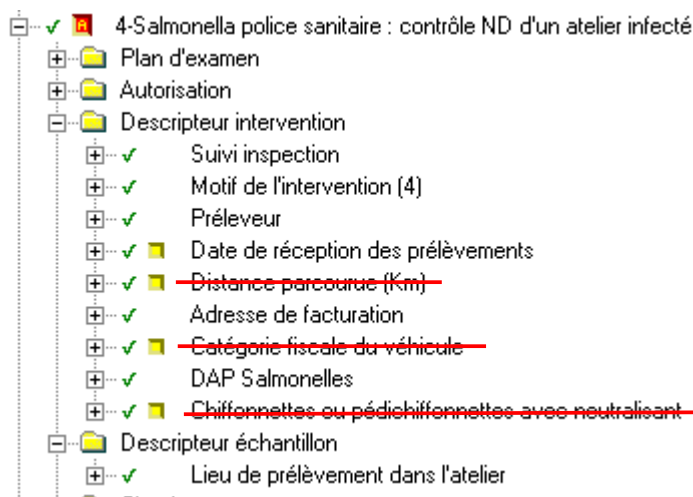 4-Salmonella police sanitaire : contrôle ND d'un atelier infecté
Plan d'examen
Autorisation
Descripteur intervention
Suivi inspection
Motif de l'intervention (4)
Préleveur
Date de réception des prélèvements
Distance parcourue (Km)
Adresse de facturation
Catégorie fiscale du véhicule
DAP Salmonelles
Chiffonnettes ou pédichiffonnettes avec neutralisant
Descripteur échantillon
Lieu de prélèvement dans l'atelier